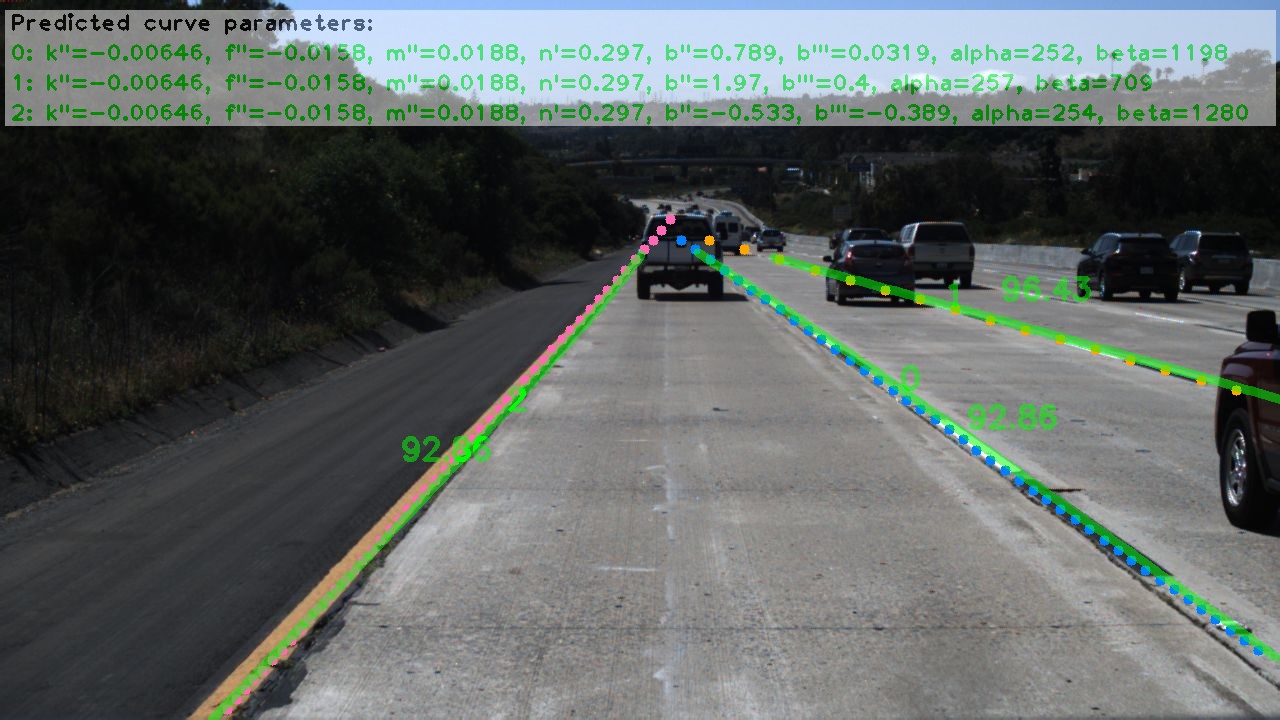 Predicted curve parameters:
0: k''=-0.00646, f''=-0.0158, m''=0.0188, n'=0.297, b''=0.789, b'''=0.0319, alpha=252, beta=1198
1: k''=-0.00646, f''=-0.0158, m''=0.0188, n'=0.297, b''=1.97, b'''=0.4, alpha=257, beta=709
2: k''=-0.00646, f''=-0.0158, m''=0.0188, n'=0.297, b''=-0.533, b'''=-0.389, alpha=254, beta=1280
1 96.43
0
92.86
2